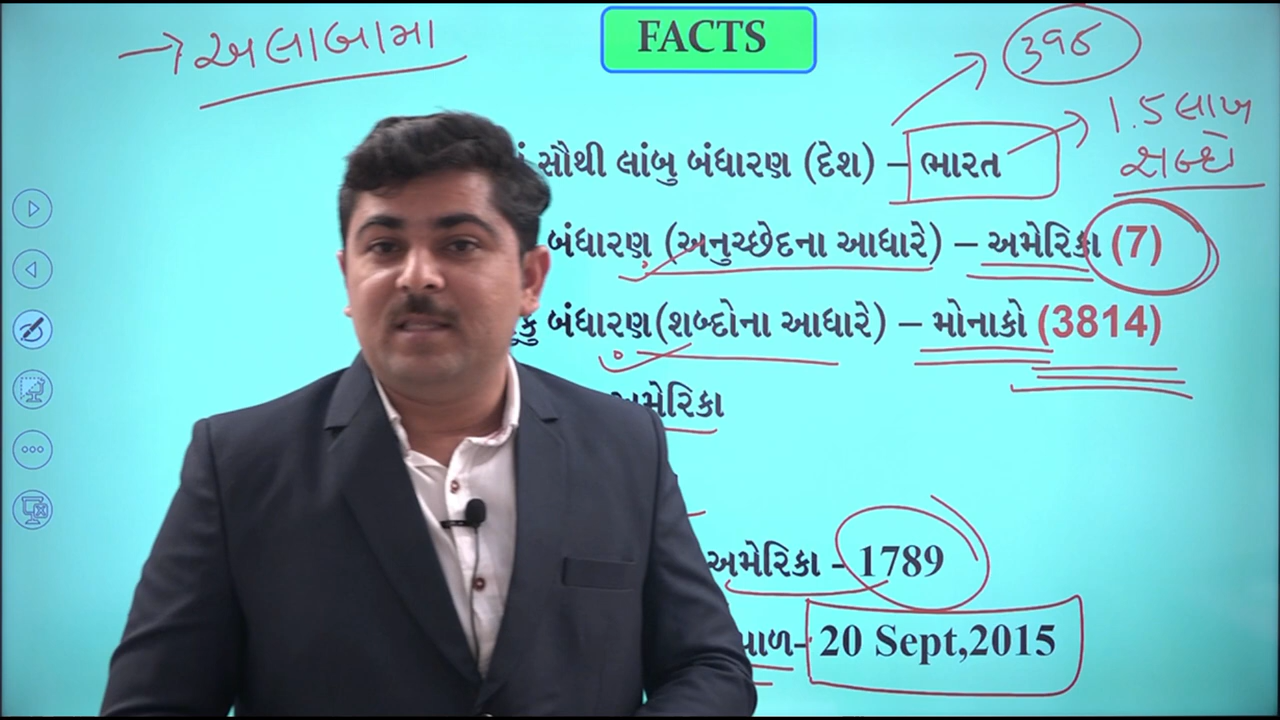 FACTS
→ અલાબામા
૩૧૮
સૌથી લાંબુ બંધારણ (દેશ) – ભારત
1.5 લાખ
શબ્દો
બંધારણ (અનુચ્છેદના આધારે) – અમેરિકા (7)
બંધારણ(શબ્દોના આધારે) – મોનાકો (3814)
અમેરિકા
અમેરિકા - 1789
20 Sept,2015